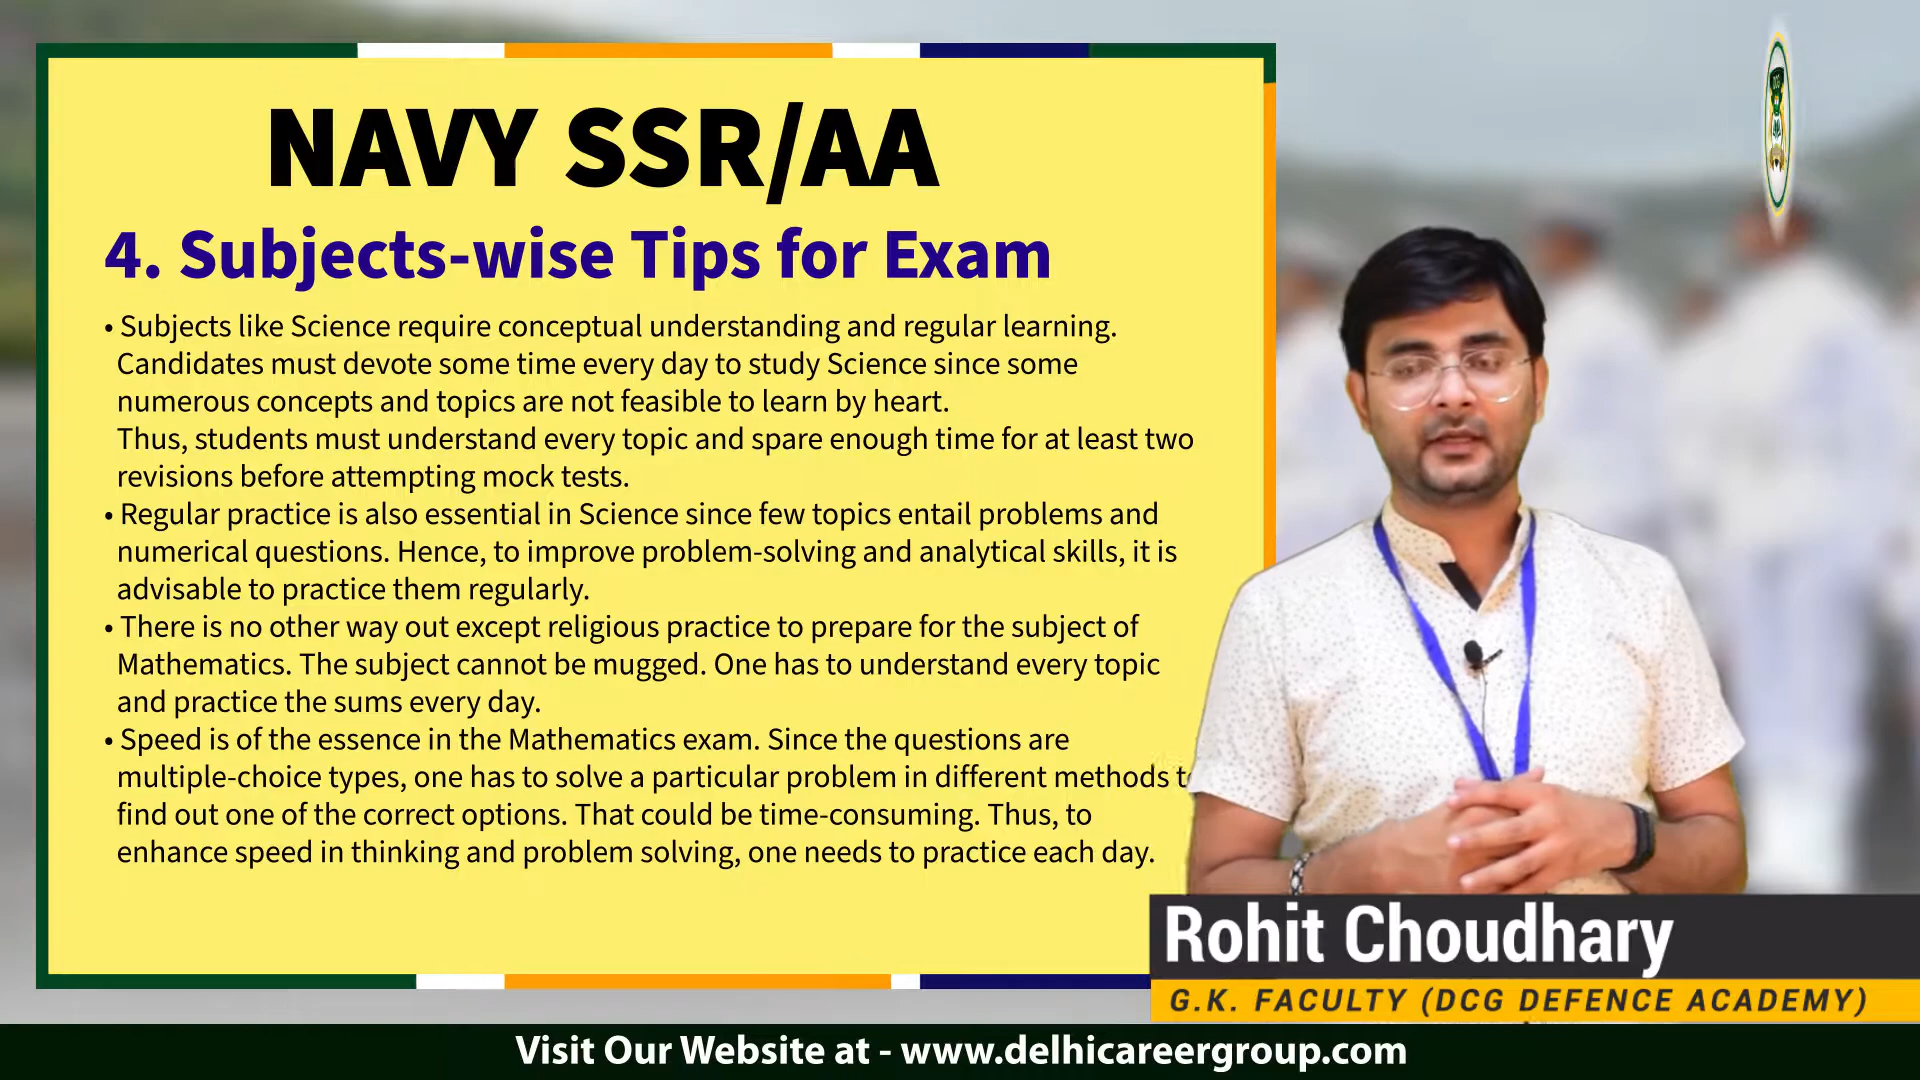 NAVY SSR/AA
4. Subjects-wise Tips for Exam
• Subjects like Science require conceptual understanding and regular learning.
Candidates must devote some time every day to study Science since some
numerous concepts and topics are not feasible to learn by heart.
Thus, students must understand every topic and spare enough time for at least two
revisions before attempting mock tests.
• Regular practice is also essential in Science since few topics entail problems and
numerical questions. Hence, to improve problem-solving and analytical skills, it is
advisable to practice them regularly.
• There is no other way out except religious practice to prepare for the subject of
Mathematics. The subject cannot be mugged. One has to understand every topic
and practice the sums every day.
• Speed is of the essence in the Mathematics exam. Since the questions are
multiple-choice types, one has to solve a particular problem in different methods to
find out one of the correct options. That could be time-consuming. Thus, to
enhance speed in thinking and problem solving, one needs to practice each day.
Rohit Choudhary
G.K. FACULTY (DCG DEFENCE ACADEMY)
Visit Our Website at - www.delhicareergroup.com